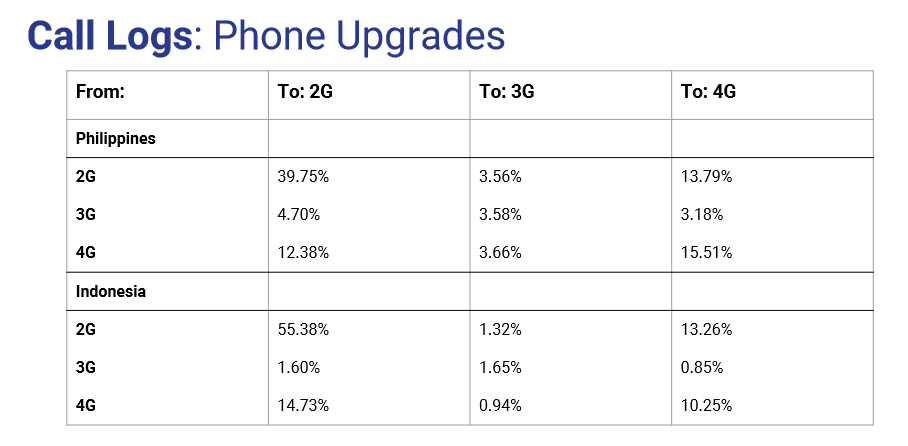 Call Logs: Phone Upgrades
From: To: 2G To: 3G To: 4G
Philippines
2G 39.75% 3.56% 13.79%
3G 4.70% 3.58% 3.18%
4G 12.38% 3.66% 15.51%
Indonesia
2G 55.38% 1.32% 13.26%
3G 1.60% 1.65% 0.85%
4G 14.73% 0.94% 10.25%